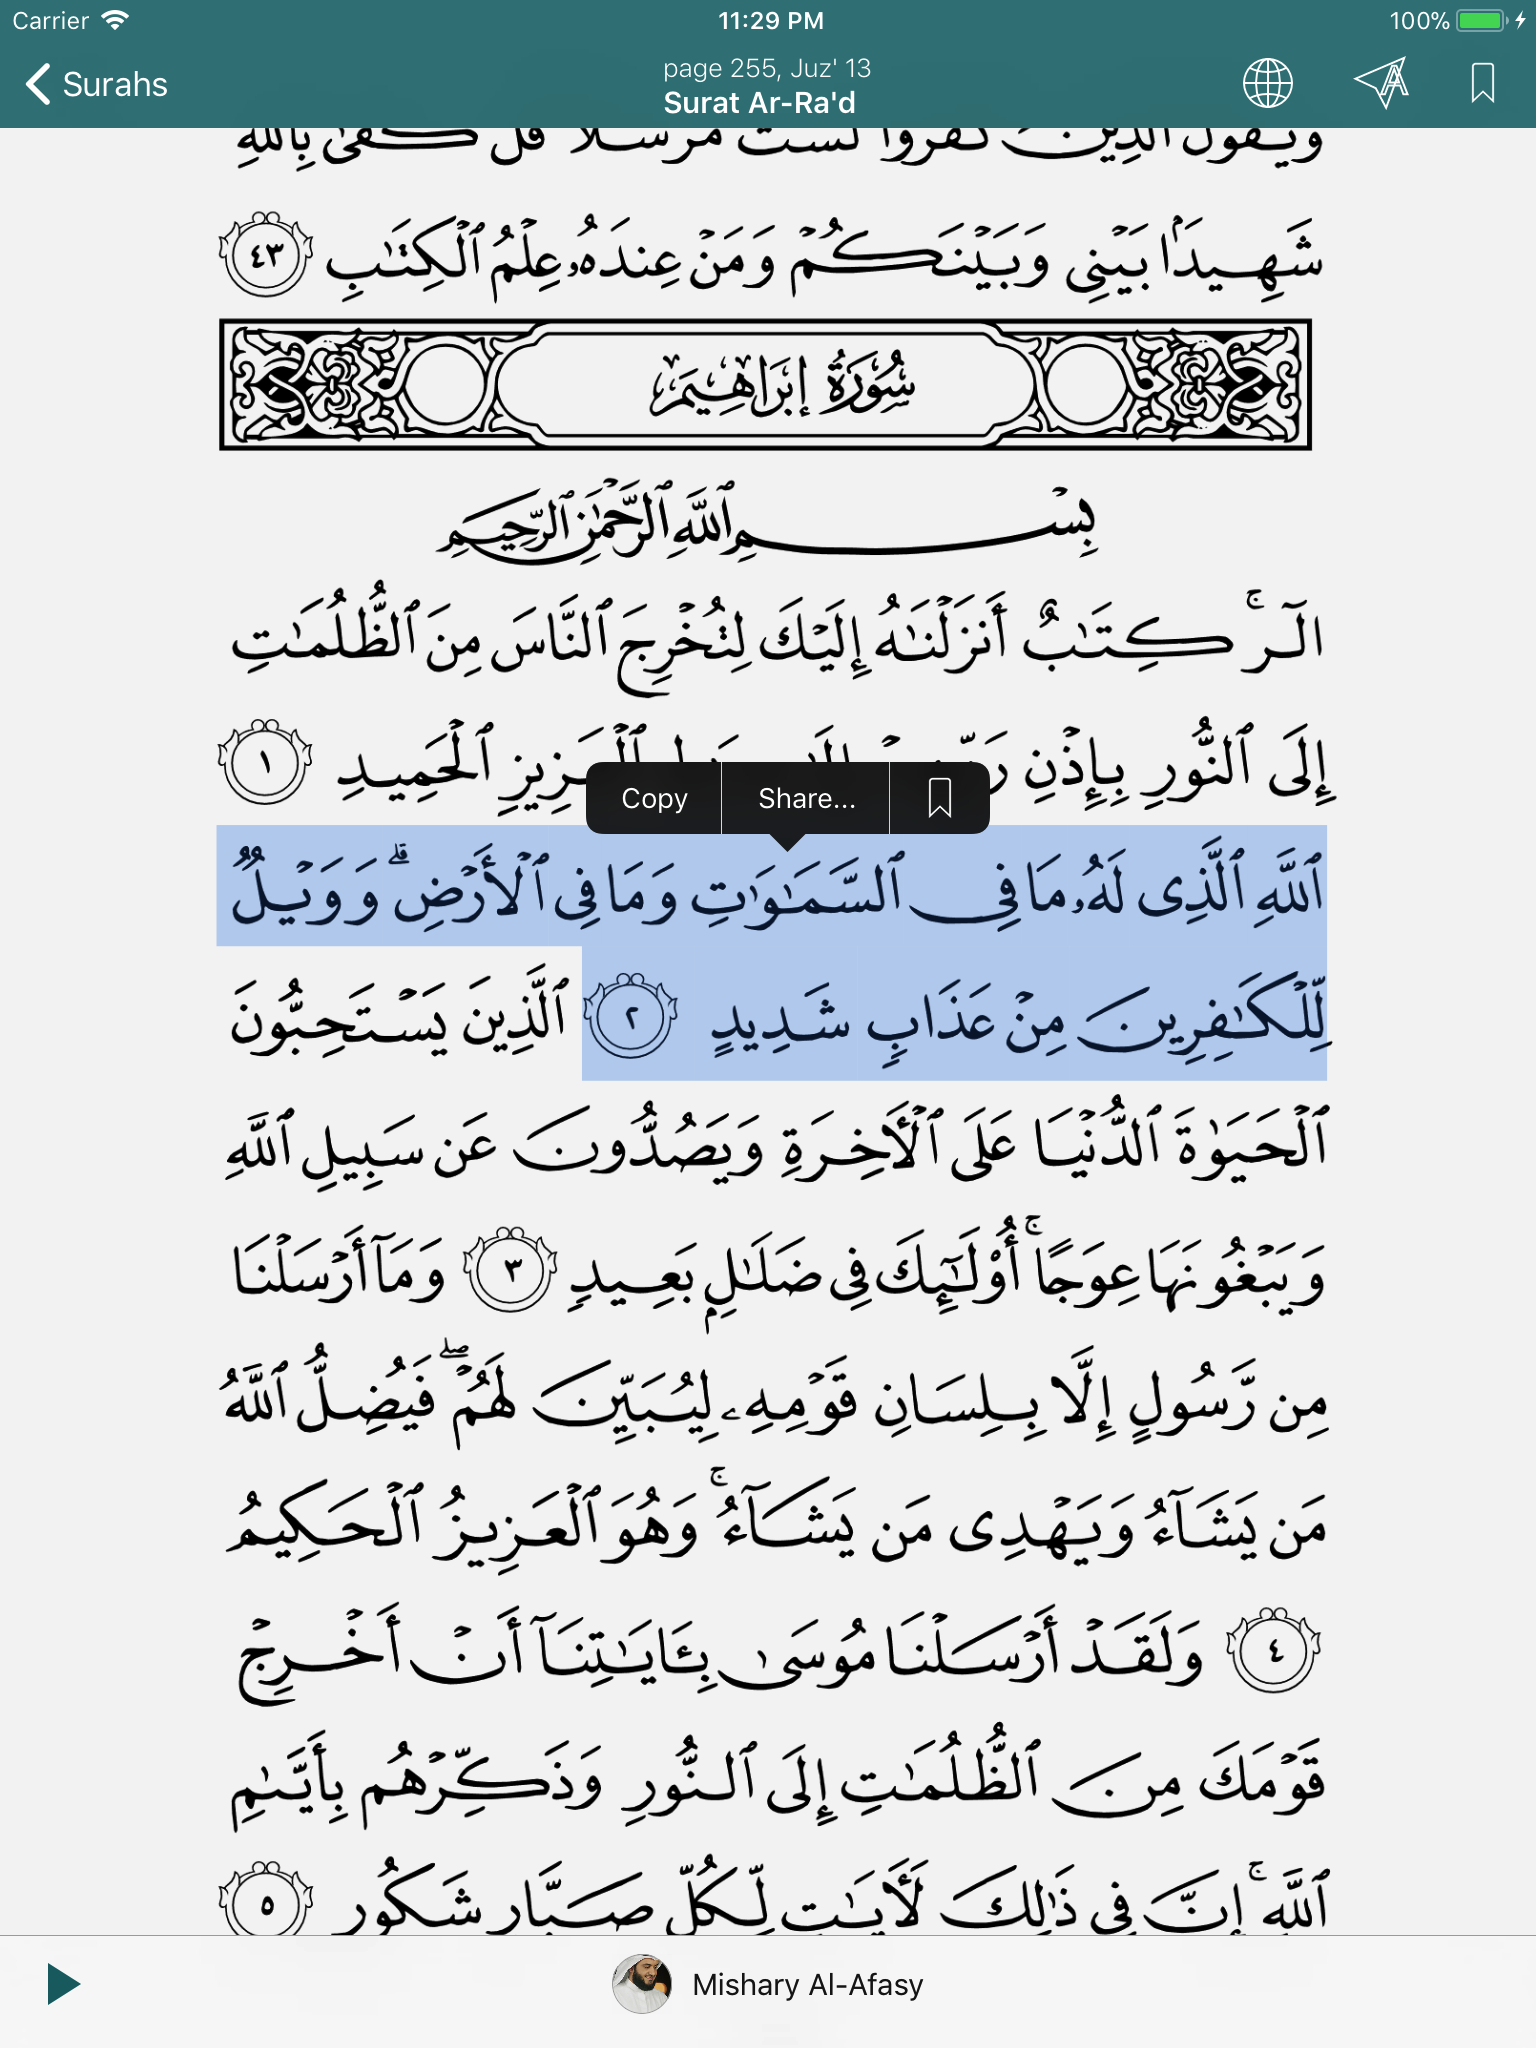 Carrier 11:29 PM 100%
Surahs
page 255, Juz' 13
Surat Ar-Ra'd
وَيَقُولُ ٱلَّذِينَ كَفَرُوا۟ لَسْتَ مُرْسَلًا قُلْ كَفَىٰ بِٱللَّهِ
شَهِيدًۢا بَيْنِى وَبَيْنَكُمْ وَمَنْ عِندَهُۥ عِلْمُ ٱلْكِتَٰبِ ٤٣
سُورَةُ إِبْرَاهِيمَ
بِسْمِ ٱللَّهِ ٱلرَّحْمَٰنِ ٱلرَّحِيمِ
الٓر ۚ كِتَٰبٌ أَنزَلْنَٰهُ إِلَيْكَ لِتُخْرِجَ ٱلنَّاسَ مِنَ ٱلظُّلُمَٰتِ
إِلَى ٱلنُّورِ بِإِذْنِ ٱلْعَزِيزِ ٱلْحَمِيدِ ١
Copy Share...
ٱللَّهِ ٱلَّذِى لَهُۥ مَا فِى ٱلسَّمَٰوَٰتِ وَمَا فِى ٱلْأَرْضِ ۗ وَوَيْلٌ
لِّلْكَٰفِرِينَ مِنْ عَذَابٍ شَدِيدٍ ٢ ٱلَّذِينَ يَسْتَحِبُّونَ
ٱلْحَيَوٰةَ ٱلدُّنْيَا عَلَى ٱلْأَخِرَةِ وَيَصُدُّونَ عَن سَبِيلِ ٱللَّهِ
وَيَبْغُونَهَا عِوَجًا ۚ أُو۟لَٰٓئِكَ فِى ضَلَٰلٍۭ بَعِيدٍ ٣ وَمَآ أَرْسَلْنَا
مِن رَّسُولٍ إِلَّا بِلِسَانِ قَوْمِهِۦ لِيُبَيِّنَ لَهُمْ ۖ فَيُضِلُّ ٱللَّهُ
مَن يَشَآءُ وَيَهْدِى مَن يَشَآءُ ۚ وَهُوَ ٱلْعَزِيزُ ٱلْحَكِيمُ
٤ وَلَقَدْ أَرْسَلْنَا مُوسَىٰ بِـَٔايَٰتِنَآ أَنْ أَخْرِجْ
قَوْمَكَ مِنَ ٱلظُّلُمَٰتِ إِلَى ٱلنُّورِ وَذَكِّرْهُم بِأَيَّىٰمِ
ٱللَّهِ ۚ إِنَّ فِى ذَٰلِكَ لَأَيَٰتٍ لِّكُلِّ صَبَّارٍ شَكُورٍ ٥
Mishary Al-Afasy